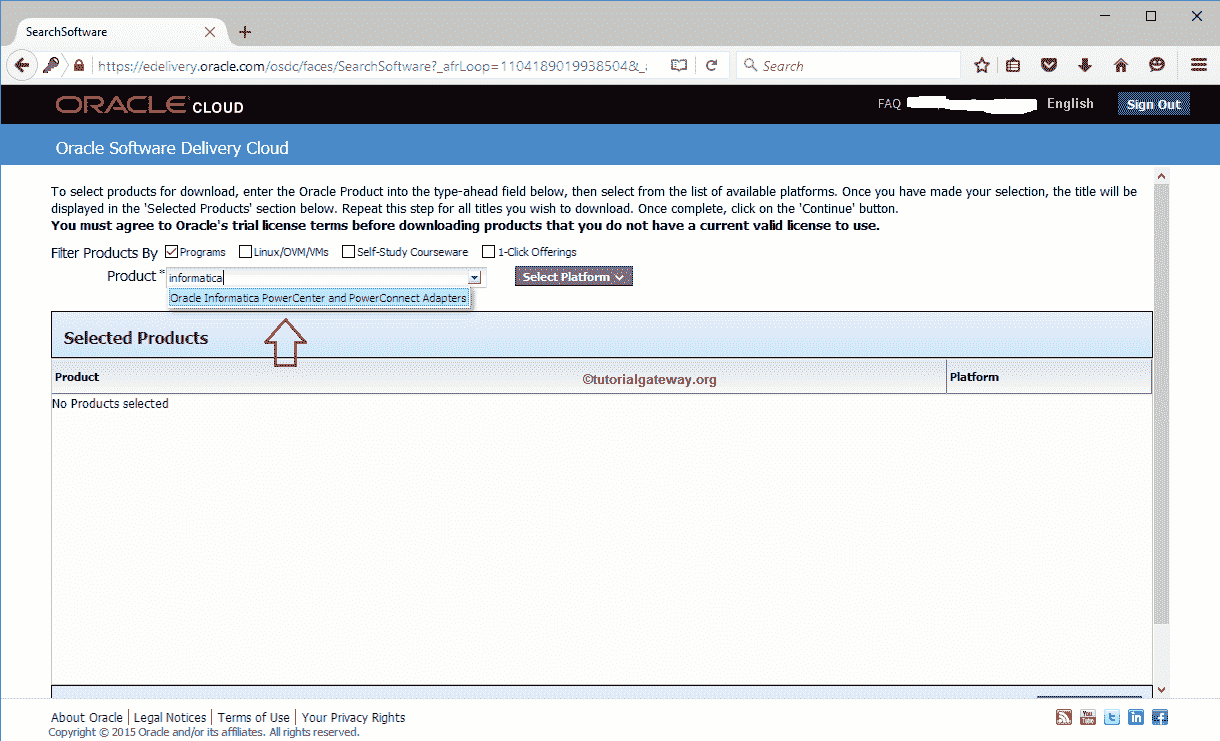 SearchSoftware
https://edelivery.oracle.com/osdc/faces/SearchSoftware?_afrLoop=11041890199385048&_
Search
ORACLE CLOUD
FAQ English Sign Out
Oracle Software Delivery Cloud
To select products for download, enter the Oracle Product into the type-ahead field below, then select from the list of available platforms. Once you have made your selection, the title will be
displayed in the 'Selected Products' section below. Repeat this step for all titles you wish to download. Once complete, click on the 'Continue' button.
You must agree to Oracle's trial license terms before downloading products that you do not have a current valid license to use.
Filter Products By Programs Linux/OVM/VMs Self-Study Courseware 1-Click Offerings
Product * informatica Select Platform
Oracle Informatica PowerCenter and PowerConnect Adapters
Selected Products
Product ©tutorialgateway.org Platform
No Products selected
About Oracle Legal Notices Terms of Use Your Privacy Rights
Copyright © 2015 Oracle and/or its affiliates. All rights reserved.